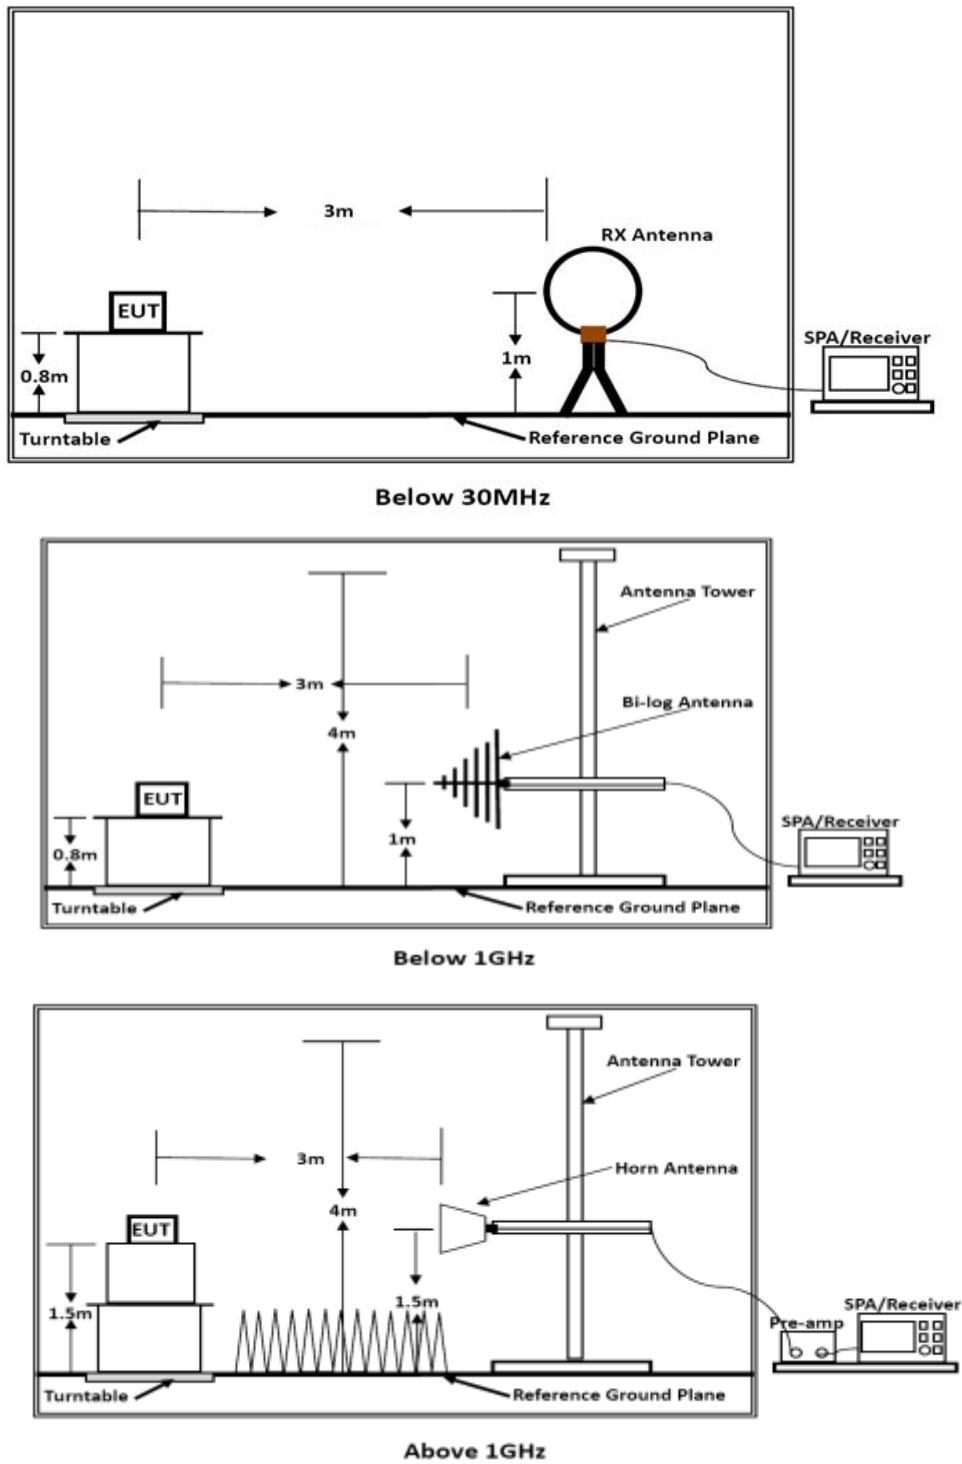 3m
RX Antenna
EUT
SPA/Receiver
1m
0.8m
Turntable
Reference Ground Plane
Below 30MHz
Antenna Tower
3m
Bi-log Antenna
4m
EUT
SPA/Receiver
1m
0.8m
Turntable
Reference Ground Plane
Below 1GHz
Antenna Tower
3m
Horn Antenna
4m
EUT
1.5m
1.5m
SPA/Receiver
Pre-amp
Turntable
Reference Ground Plane
Above 1GHz